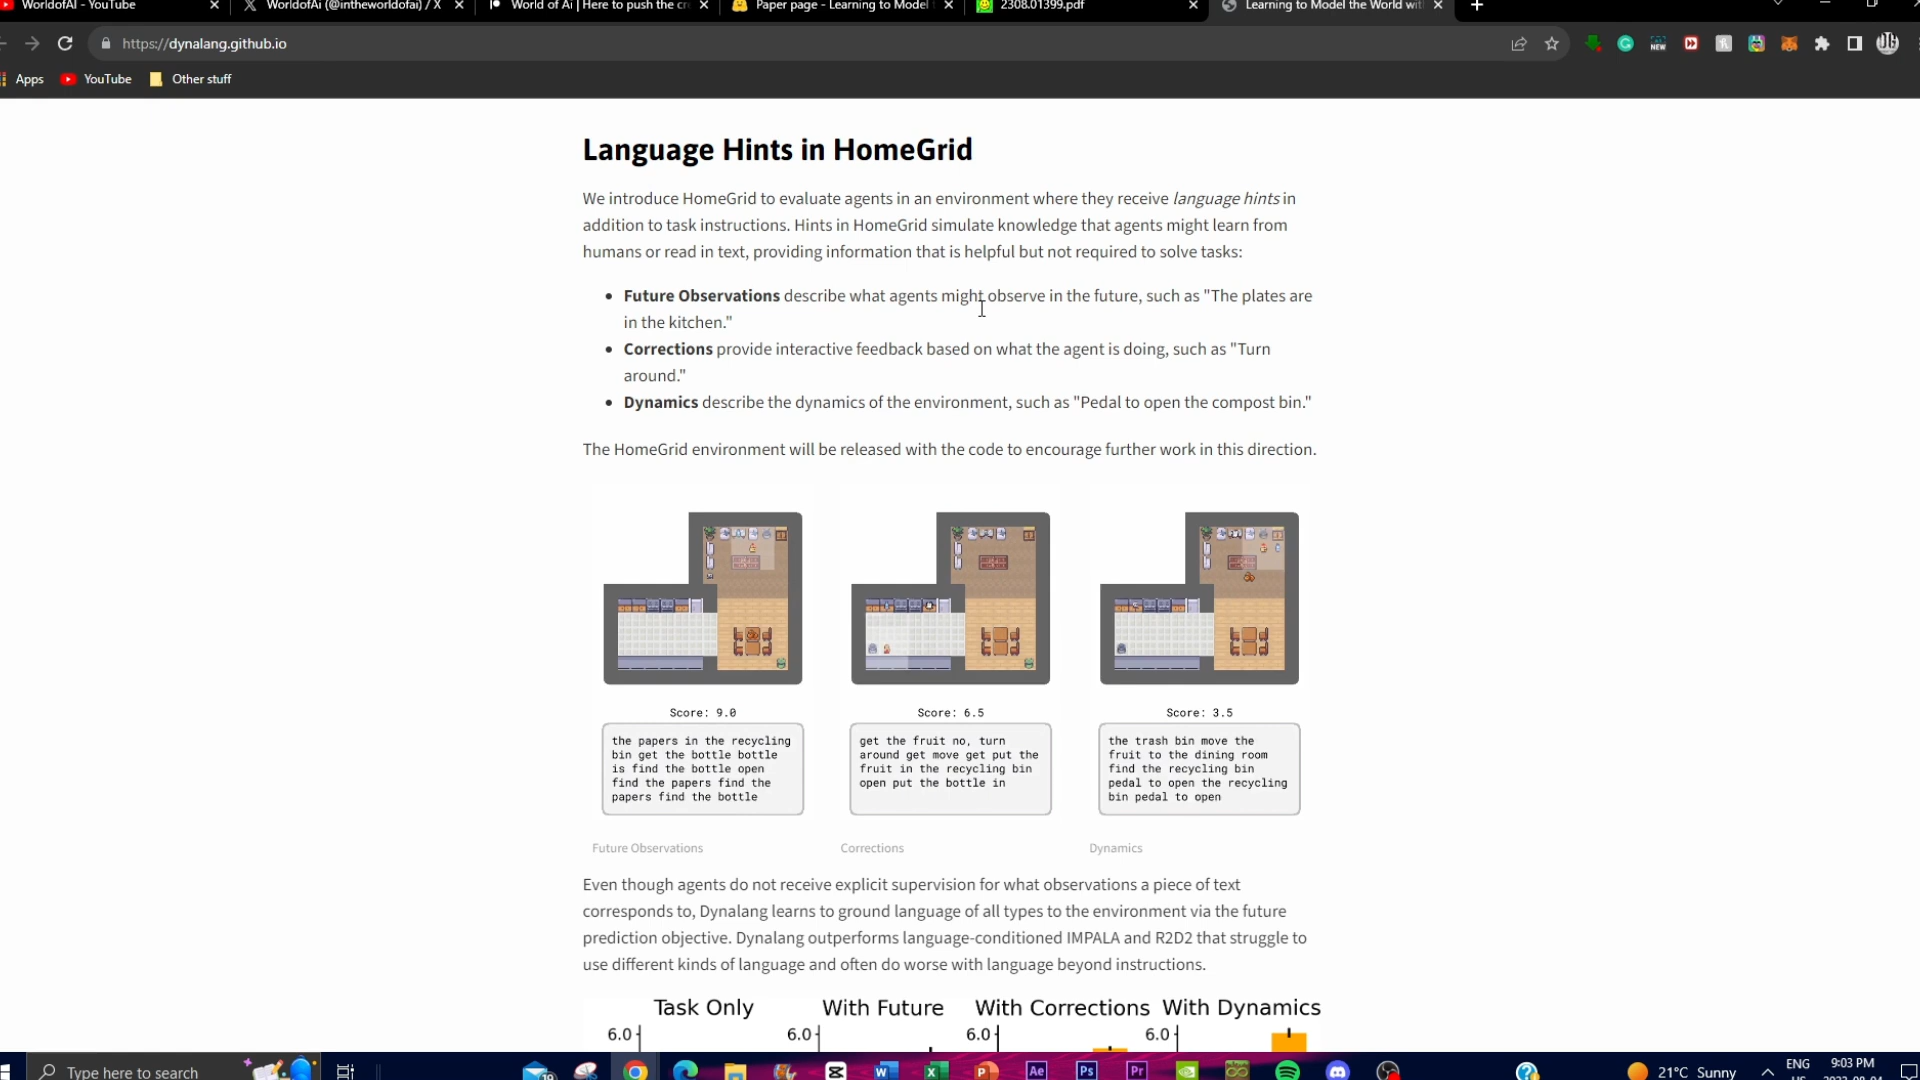 WorldofAI - YouTube
WorldofAi (@intheworldofai) / X
World of Ai | Here to push the cr
Paper page - Learning to Model
2308.01399.pdf
Learning to Model the World wit
https://dynalang.github.io
NEW
Apps
YouTube
Other stuff
Language Hints in HomeGrid
We introduce HomeGrid to evaluate agents in an environment where they receive language hints in
addition to task instructions. Hints in HomeGrid simulate knowledge that agents might learn from
humans or read in text, providing information that is helpful but not required to solve tasks:
• Future Observations describe what agents might observe in the future, such as "The plates are
in the kitchen."
• Corrections provide interactive feedback based on what the agent is doing, such as "Turn
around."
• Dynamics describe the dynamics of the environment, such as "Pedal to open the compost bin."
The HomeGrid environment will be released with the code to encourage further work in this direction.
Score: 9.0
the papers in the recycling
bin get the bottle bottle
is find the bottle open
find the papers find the
papers find the bottle
Future Observations
Score: 6.5
get the fruit no, turn
around get move get put the
fruit in the recycling bin
open put the bottle in
Corrections
Score: 3.5
the trash bin move the
fruit to the dining room
find the recycling bin
pedal to open the recycling
bin pedal to open
Dynamics
Even though agents do not receive explicit supervision for what observations a piece of text
corresponds to, Dynalang learns to ground language of all types to the environment via the future
prediction objective. Dynalang outperforms language-conditioned IMPALA and R2D2 that struggle to
use different kinds of language and often do worse with language beyond instructions.
Task Only With Future With Corrections With Dynamics
6.0 6.0 6.0 6.0
Type here to search
19
Ae
Ps
Pr
21°C Sunny
ENG
9:03 PM